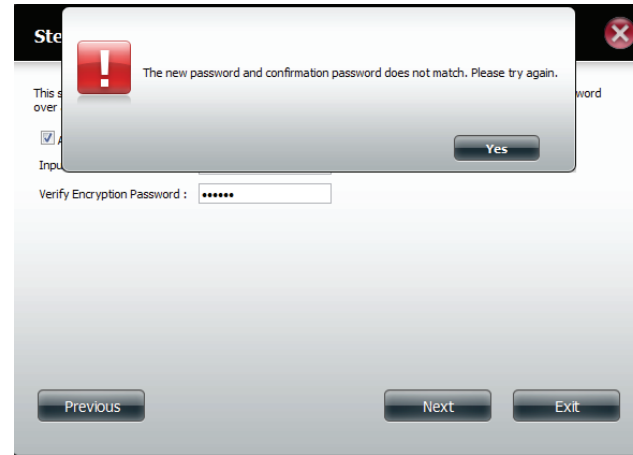 Ste
The new password and confirmation password does not match. Please try again.
This s
word
over
Yes
Inpu
Verify Encryption Password : ••••••
Previous
Next
Exit